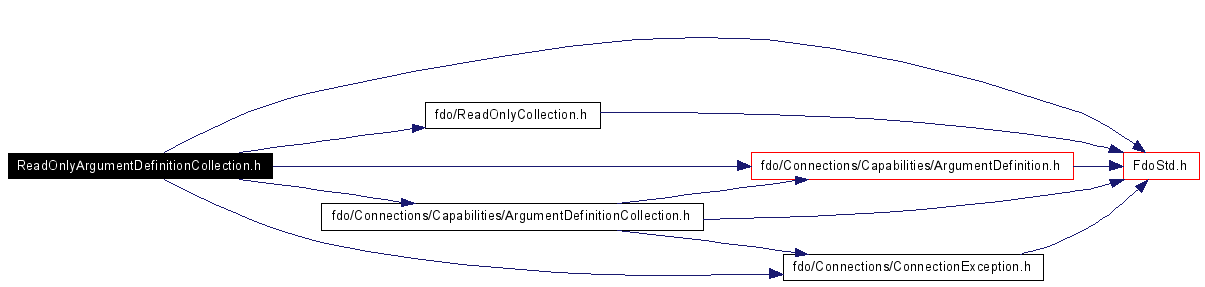 fdo/ReadOnlyCollection.h
ReadOnlyArgumentDefinitionCollection.h
fdo/Connections/Capabilities/ArgumentDefinition.h
FdoStd.h
fdo/Connections/Capabilities/ArgumentDefinitionCollection.h
fdo/Connections/ConnectionException.h